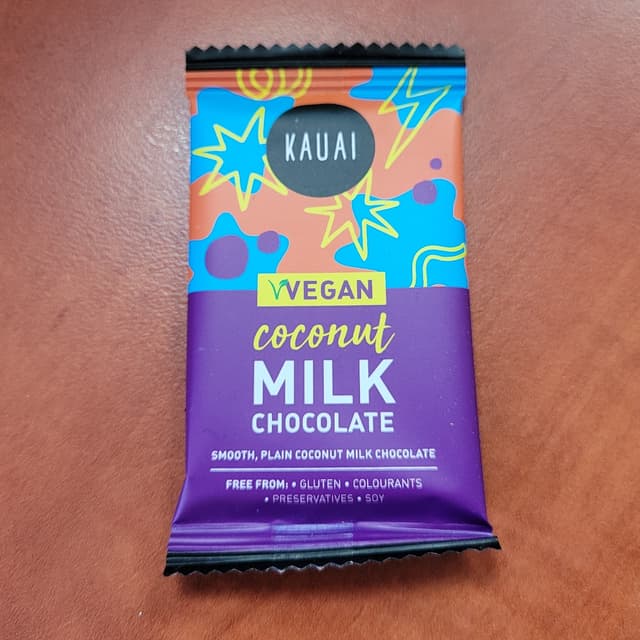 KAUAI
VEGAN
coconut
MILK
CHOCOLATE
SMOOTH, PLAIN COCONUT MILK CHOCOLATE
FREE FROM: • GLUTEN • COLOURANTS
• PRESERVATIVES • SOY